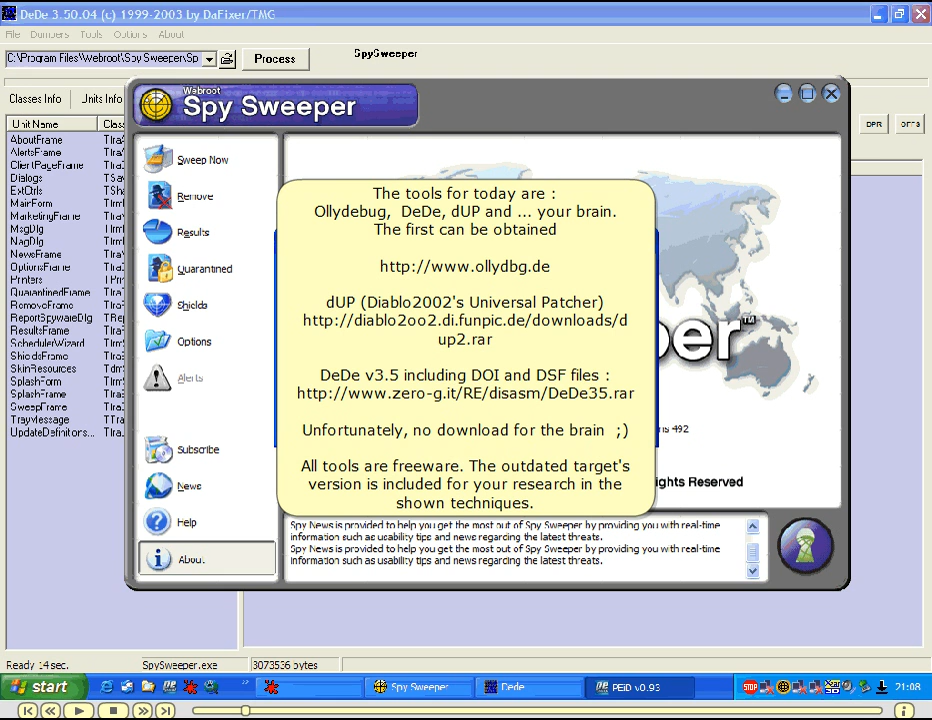 DeDe 3.50.04 (c) 1999-2003 by DaFixer/TMG
File Dumpers Tools Options About
C:\Program Files\Webroot\Spy Sweeper\Sp
Process
SpySweeper
Classes Info
Units Info
DPR
Unit Name
Clas
AboutFrame
AlertsFrame
ClientPageFrame
Dialogs
ExtCtrls
MainForm
MarketingFrame
MsgDlg
NagDlg
NewsFrame
OptionsFrame
Printers
QuarantinedFrame
RemoveFrame
ReportSpywareDlg
ResultsFrame
SchedulerWizard
ShieldsFrame
SkinResources
SplashForm
SplashFrame
SweepFrame
TrayMessage
UpdateDefinitions...
Webroot
Spy Sweeper
Sweep Now
Remove
Results
Quarantined
Shields
Options
Alerts
Subscribe
News
Help
About
The tools for today are :
Ollydebug, DeDe, dUP and ... your brain.
The first can be obtained
http://www.ollydbg.de
dUP (Diablo2002's Universal Patcher)
http://diablo2oo2.di.funpic.de/downloads/d
up2.rar
DeDe v3.5 including DOI and DSF files :
http://www.zero-g.it/RE/disasm/DeDe35.rar
Unfortunately, no download for the brain ;)
All tools are freeware. The outdated target's
version is included for your research in the
shown techniques.
per™
ns 492
ights Reserved
Spy News is provided to help you get the most out of Spy Sweeper by providing you with real-time
information such as usability tips and news regarding the latest threats.
Spy News is provided to help you get the most out of Spy Sweeper by providing you with real-time
information such as usability tips and news regarding the latest threats.
Ready 14sec.
SpySweeper.exe
3073536 bytes
start
Spy Sweeper
Dede
PEiD v0.93
STOP
21:08